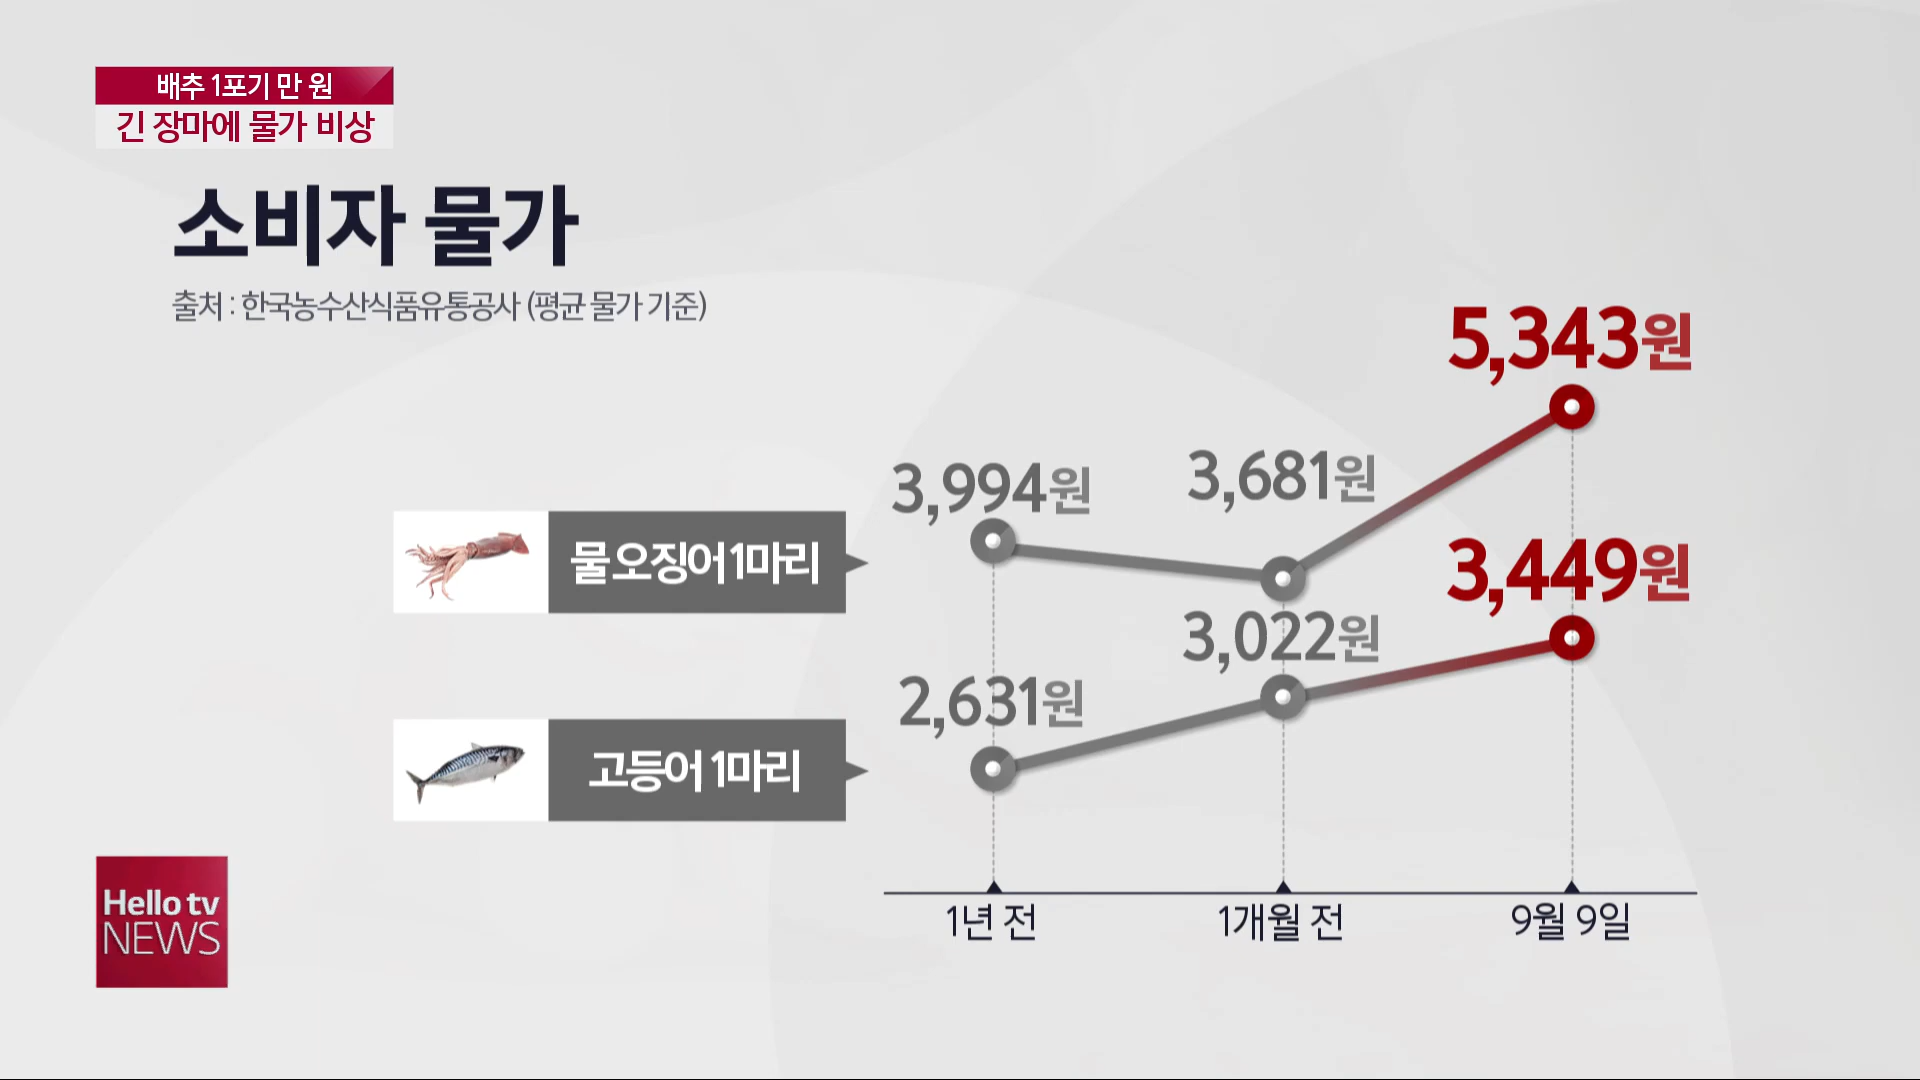 배추 1포기 만 원
긴 장마에 물가 비상
소비자 물가
출처 : 한국농수산식품유통공사 (평균 물가 기준)
물오징어1마리
3,994원
3,681원
5,343원
고등어 1마리
2,631원
3,022원
3,449원
1년 전
1개월 전
9월 9일
Hello tv
NEWS